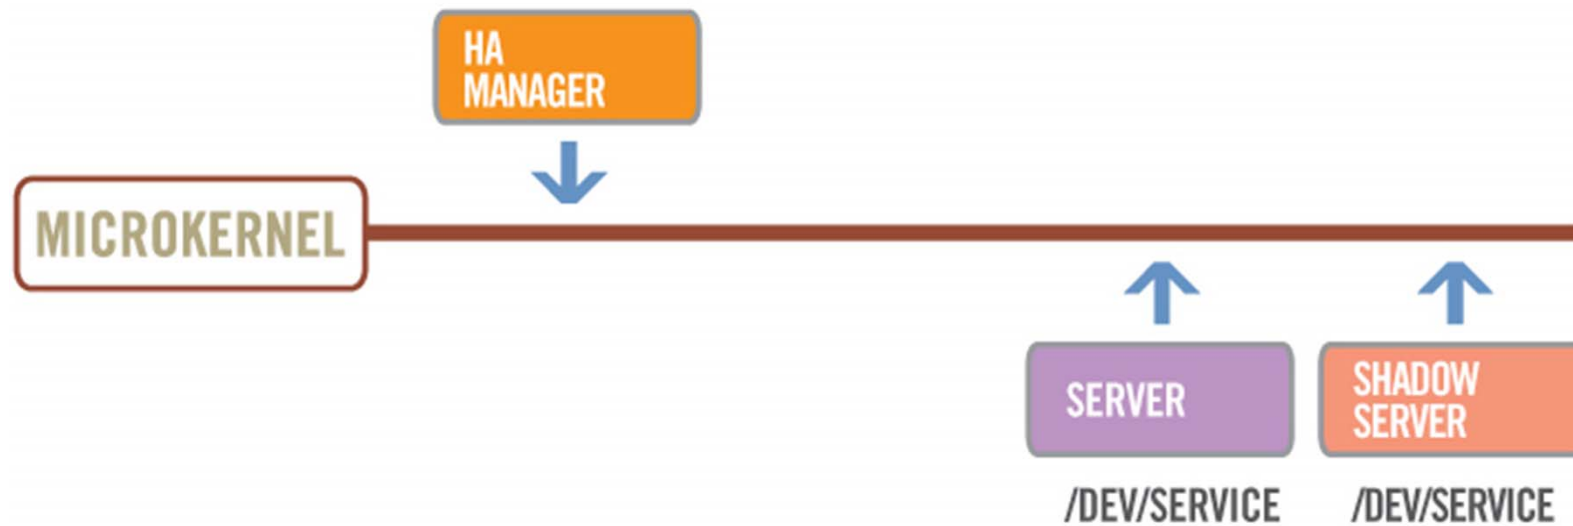 HA
MANAGER
MICROKERNEL
SERVER
SHADOW
SERVER
/DEV/SERVICE
/DEV/SERVICE